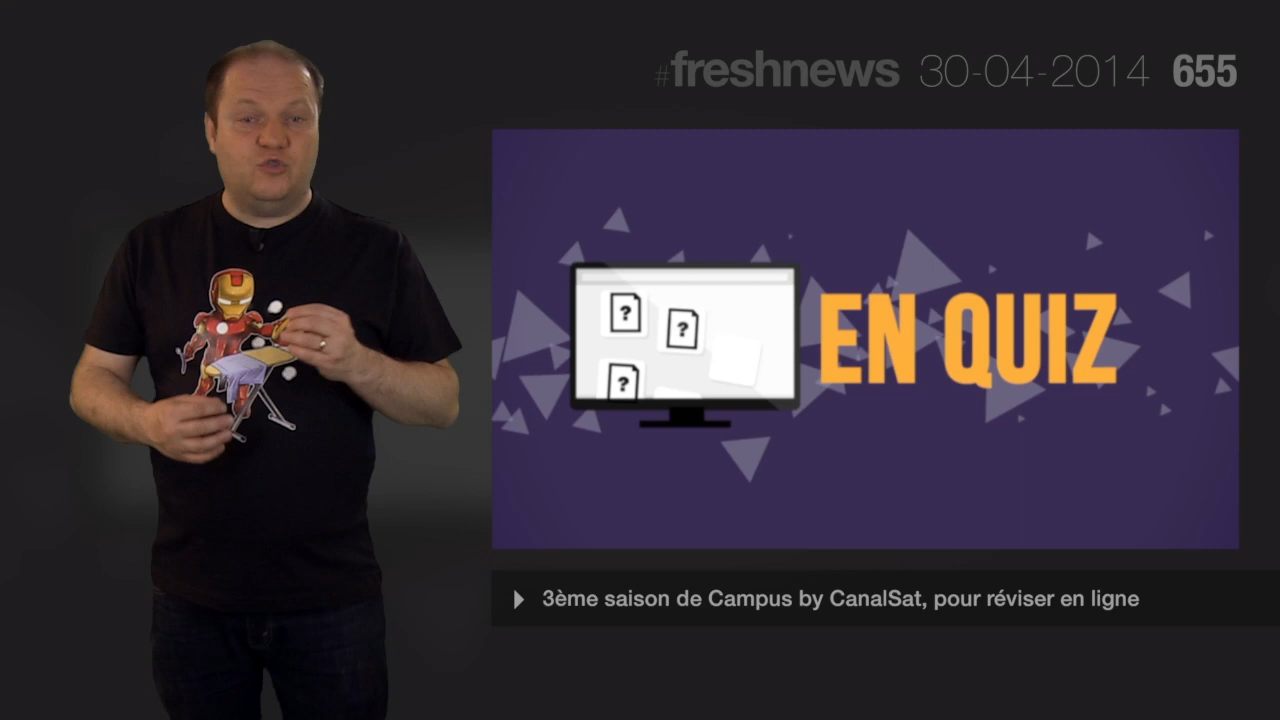 #freshnews 30-04-2014 655
? ?
EN QUIZ
?
3ème saison de Campus by CanalSat, pour réviser en ligne